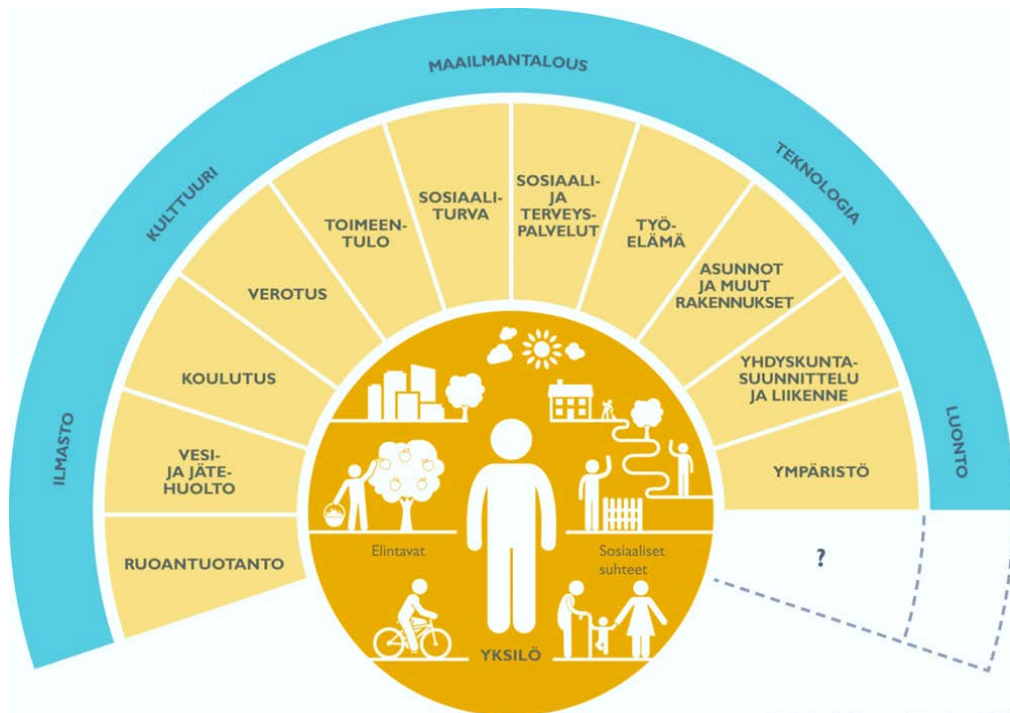 MAAILMANTALOUS
KULTTUURI
TEKNOLOGIA
ILMASTO
LUONTO
RUOANTUOTANTO
VESI-
JA JÄTE-
HUOLTO
KOULUTUS
VEROTUS
TOIMEEN-
TULO
SOSIAALI-
TURVA
SOSIAALI-
JA
TERVEYS-
PALVELUT
TYÖ-
ELÄMÄ
ASUNNOT
JA MUUT
RAKENNUKSET
YHDYSKUNTA-
SUUNNITTELU
JA LIIKENNE
YMPÄRISTÖ
?
Elintavat
Sosiaaliset
suhteet
YKSILÖ